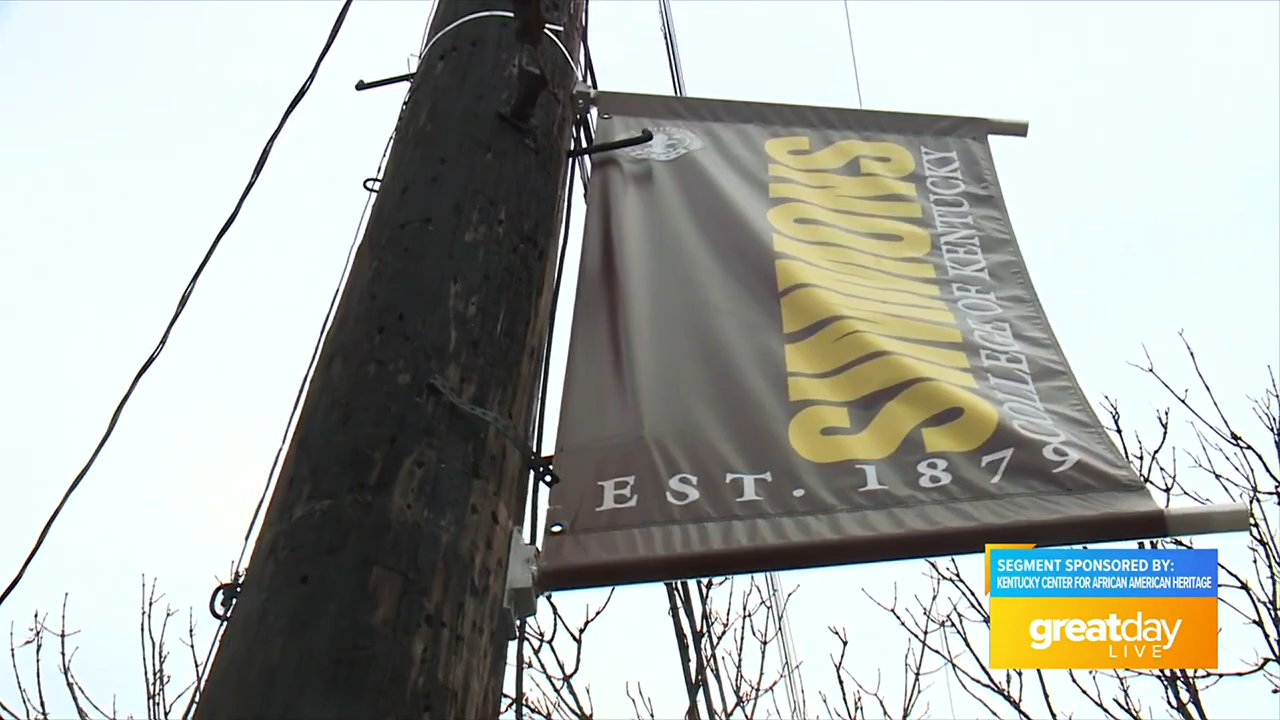 SIMMONS
COLLEGE OF KENTUCKY
EST. 1879
SEGMENT SPONSORED BY:
KENTUCKY CENTER FOR AFRICAN AMERICAN HERITAGE
greatday
LIVE